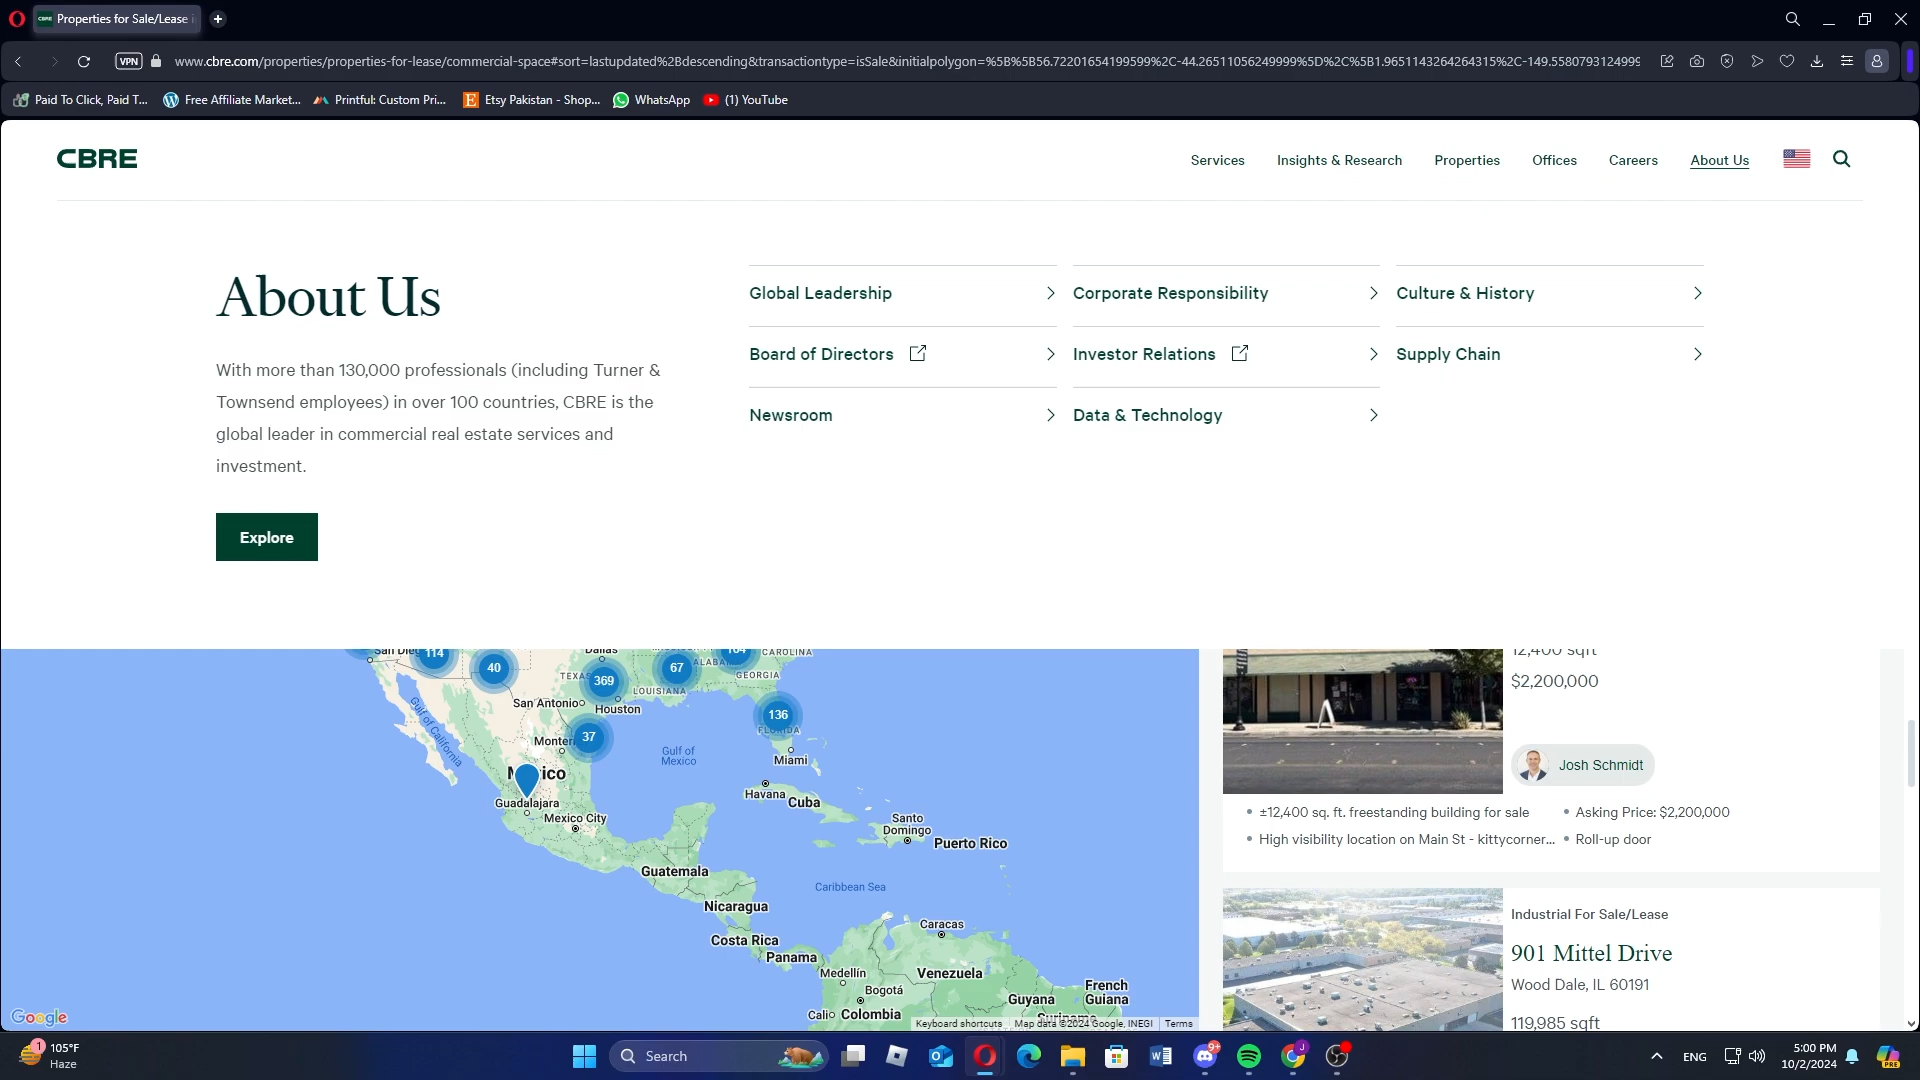 Properties for Sale/Lease i
VPN
www.cbre.com/properties/properties-for-lease/commercial-space#sort=lastupdated%2Bdescending&transactiontype=isSale&initialpolygon=%5B%5B56.72201654199599%2C-44.26511056249999%5D%2C%5B1.9651143264264315%2C-149.5580793124999
Paid To Click, Paid T...
Free Affiliate Market...
Printful: Custom Pri...
Etsy Pakistan - Shop...
WhatsApp
(1) YouTube
CBRE
Services
Insights & Research
Properties
Offices
Careers
About Us
About Us
With more than 130,000 professionals (including Turner &
Townsend employees) in over 100 countries, CBRE is the
global leader in commercial real estate services and
investment.
Explore
Global Leadership
Corporate Responsibility
Culture & History
Board of Directors
Investor Relations
Supply Chain
Newsroom
Data & Technology
San Dieg
114
40
Dallas
TEXAS
369
67
LOUISIANA
ALABAMA
164
CAROLINA
GEORGIA
San Antonio
Houston
136
FLORIDA
Gulf of California
Monterr
37
Gulf of
Mexico
Miami
Mexico
Guadalajara
Mexico City
Havana
Cuba
Santo
Domingo
Puerto Rico
Guatemala
Caribbean Sea
Nicaragua
Caracas
Costa Rica
Panama
Medellín
Venezuela
Bogotá
French
Guiana
Guyana
Cali
Colombia
Suriname
Google
Keyboard shortcuts
Map data ©2024 Google, INEGI
Terms
12,400 sqft
$2,200,000
Josh Schmidt
±12,400 sq. ft. freestanding building for sale
Asking Price: $2,200,000
High visibility location on Main St - kittycorner...
Roll-up door
Industrial For Sale/Lease
901 Mittel Drive
Wood Dale, IL 60191
119,985 sqft
1
105°F
Haze
Search
9+
J
ENG
5:00 PM
10/2/2024
PRE